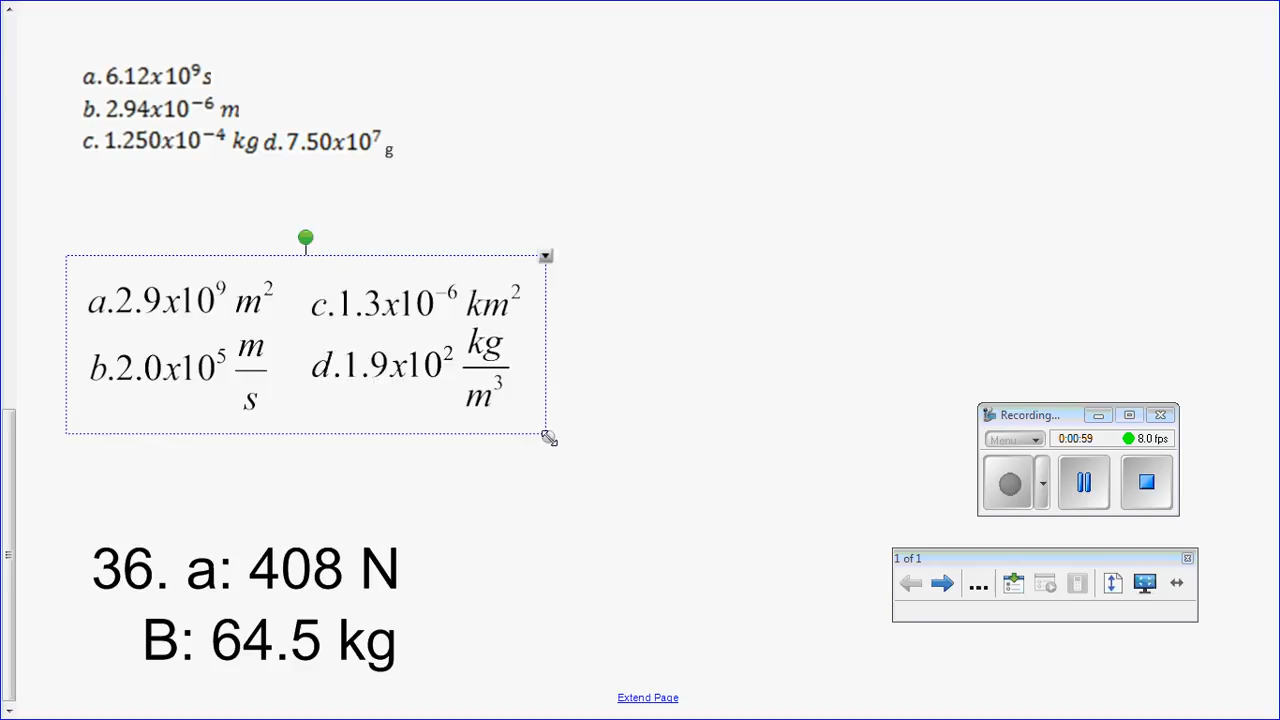 a. 6.12x10⁹s
b. 2.94x10⁻⁶ m
c. 1.250x10⁻⁴ kg d. 7.50x10⁷ g
a.2.9x10⁹ m² c.1.3x10⁻⁶ km²
b.2.0x10⁵ m/s d.1.9x10² kg/m³
Recording...
Menu 0:00:59 8.0 fps
36. a: 408 N
B: 64.5 kg
1 of 1
...
Extend Page